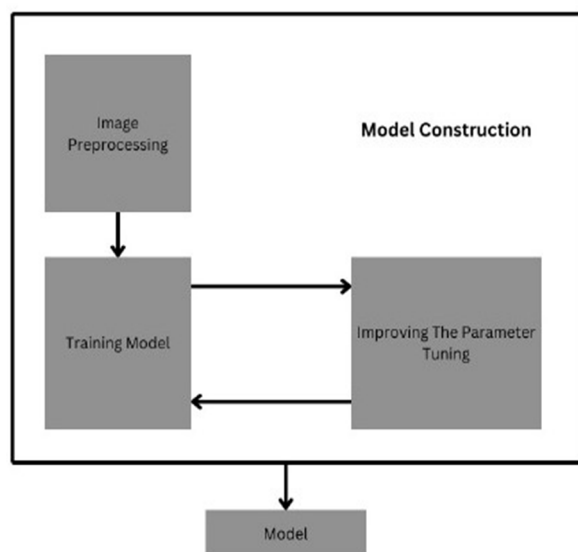 Image
Preprocessing
Model Construction
Training Model
Improving The Parameter
Tuning
Model